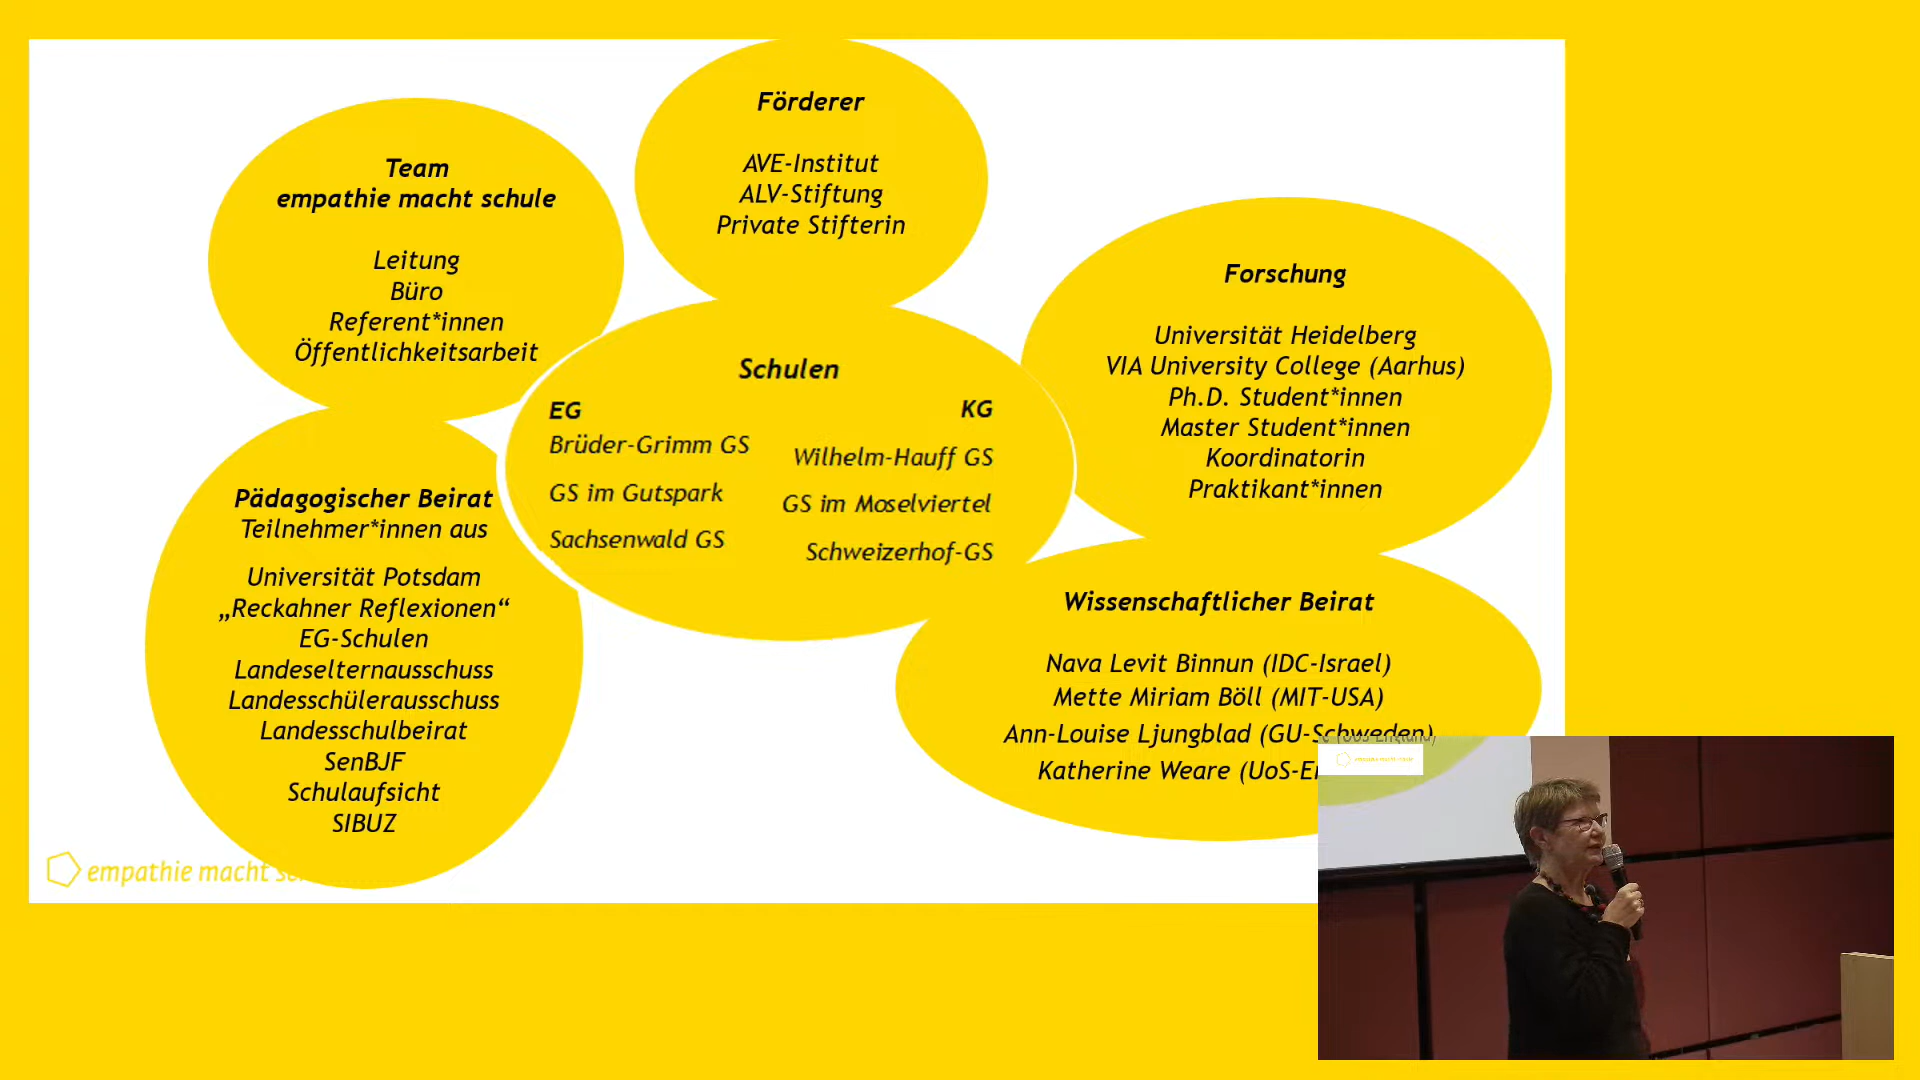 Förderer
AVE-Institut
ALV-Stiftung
Private Stifterin
Team
empathie macht schule
Leitung
Büro
Referent*innen
Öffentlichkeitsarbeit
Forschung
Universität Heidelberg
VIA University College (Aarhus)
Ph.D. Student*innen
Master Student*innen
Koordinatorin
Praktikant*innen
Schulen
EG
Brüder-Grimm GS
GS im Gutspark
Sachsenwald GS
KG
Wilhelm-Hauff GS
GS im Moselviertel
Schweizerhof-GS
Pädagogischer Beirat
Teilnehmer*innen aus
Universität Potsdam
„Reckahner Reflexionen“
EG-Schulen
Landeselternausschuss
Landesschülerausschuss
Landesschulbeirat
SenBJF
Schulaufsicht
SIBUZ
Wissenschaftlicher Beirat
Nava Levit Binnun (IDC-Israel)
Mette Miriam Böll (MIT-USA)
Ann-Louise Ljungblad (GU-Schweden)
Katherine Weare
empathie macht